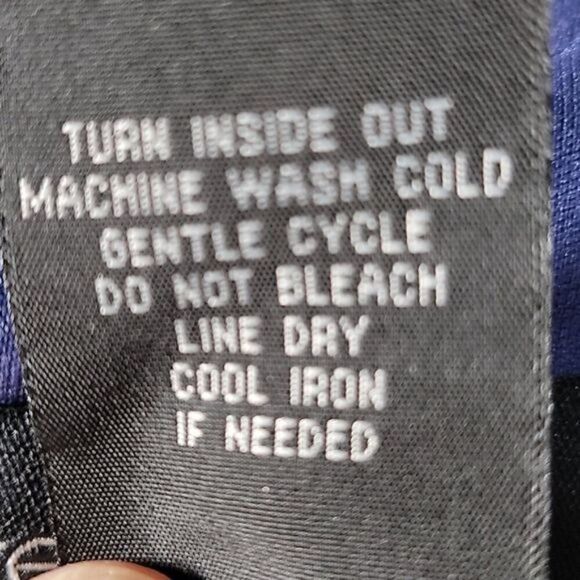 TURN INSIDE OUT
MACHINE WASH COLD
GENTLE CYCLE
DO NOT BLEACH
LINE DRY
COOL IRON
IF NEEDED